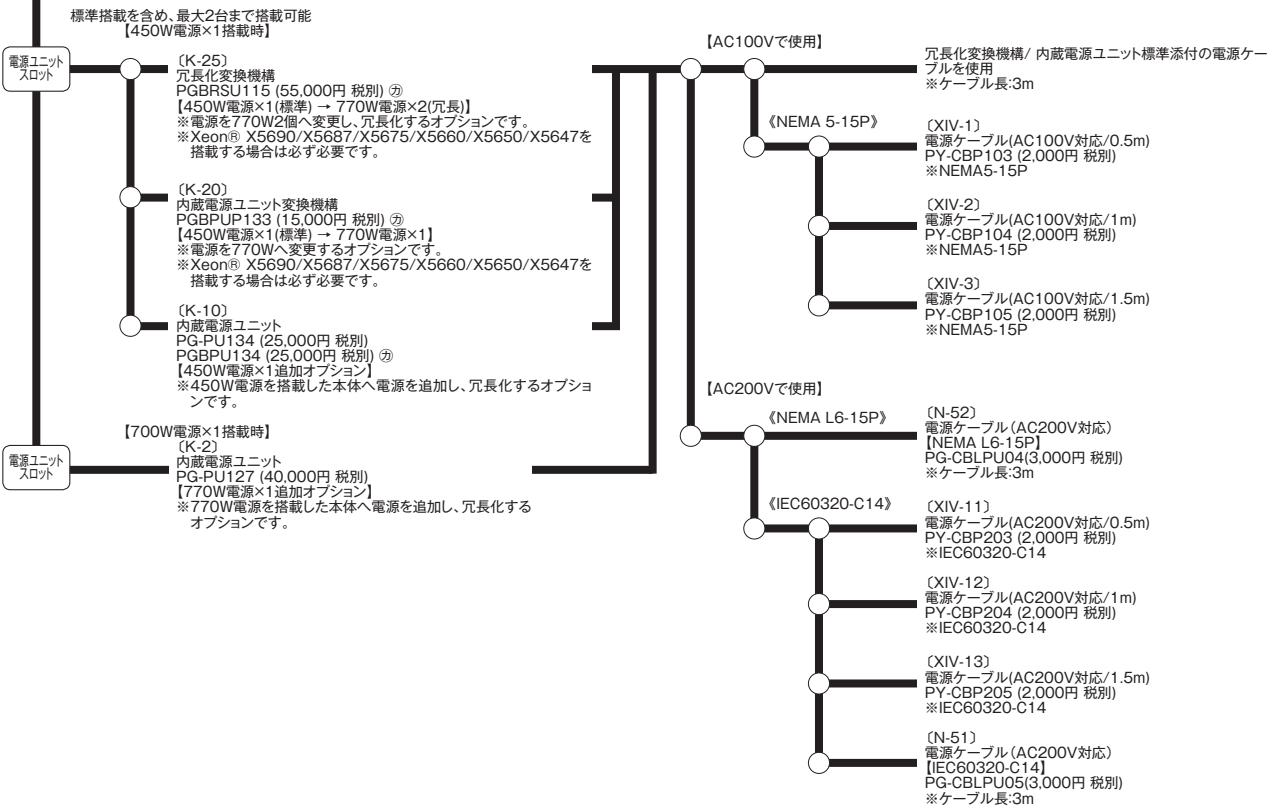 標準搭載を含め、最大2台まで搭載可能
【450W電源×1搭載時】
電源ユニット
スロット
〔K-25〕
冗長化変換機構
PGBRSU115 (55,000円 税別) ㋕
【450W電源×1(標準) → 770W電源×2(冗長)】
※電源を770W2個へ変更し、冗長化するオプションです。
※Xeon® X5690/X5687/X5675/X5660/X5650/X5647を
搭載する場合は必ず必要です。
〔K-20〕
内蔵電源ユニット変換機構
PGBPUP133 (15,000円 税別) ㋕
【450W電源×1(標準) → 770W電源×1】
※電源を770Wへ変更するオプションです。
※Xeon® X5690/X5687/X5675/X5660/X5650/X5647を
搭載する場合は必ず必要です。
〔K-10〕
内蔵電源ユニット
PG-PU134 (25,000円 税別)
PGBPU134 (25,000円 税別) ㋕
【450W電源×1追加オプション】
※450W電源を搭載した本体へ電源を追加し、冗長化するオプショ
ンです。
【700W電源×1搭載時】
電源ユニット
スロット
〔K-2〕
内蔵電源ユニット
PG-PU127 (40,000円 税別)
【770W電源×1追加オプション】
※770W電源を搭載した本体へ電源を追加し、冗長化する
オプションです。
【AC100Vで使用】
冗長化変換機構/ 内蔵電源ユニット標準添付の電源ケー
ブルを使用
※ケーブル長:3m
《NEMA 5-15P》
〔XIV-1〕
電源ケーブル(AC100V対応/0.5m)
PY-CBP103 (2,000円 税別)
※NEMA5-15P
〔XIV-2〕
電源ケーブル(AC100V対応/1m)
PY-CBP104 (2,000円 税別)
※NEMA5-15P
〔XIV-3〕
電源ケーブル(AC100V対応/1.5m)
PY-CBP105 (2,000円 税別)
※NEMA5-15P
【AC200Vで使用】
《NEMA L6-15P》
〔N-52〕
電源ケーブル(AC200V対応)
【NEMA L6-15P】
PG-CBLPU04(3,000円 税別)
※ケーブル長:3m
《IEC60320-C14》
〔XIV-11〕
電源ケーブル(AC200V対応/0.5m)
PY-CBP203 (2,000円 税別)
※IEC60320-C14
〔XIV-12〕
電源ケーブル(AC200V対応/1m)
PY-CBP204 (2,000円 税別)
※IEC60320-C14
〔XIV-13〕
電源ケーブル(AC200V対応/1.5m)
PY-CBP205 (2,000円 税別)
※IEC60320-C14
〔N-51〕
電源ケーブル(AC200V対応)
【IEC60320-C14】
PG-CBLPU05(3,000円 税別)
※ケーブル長:3m